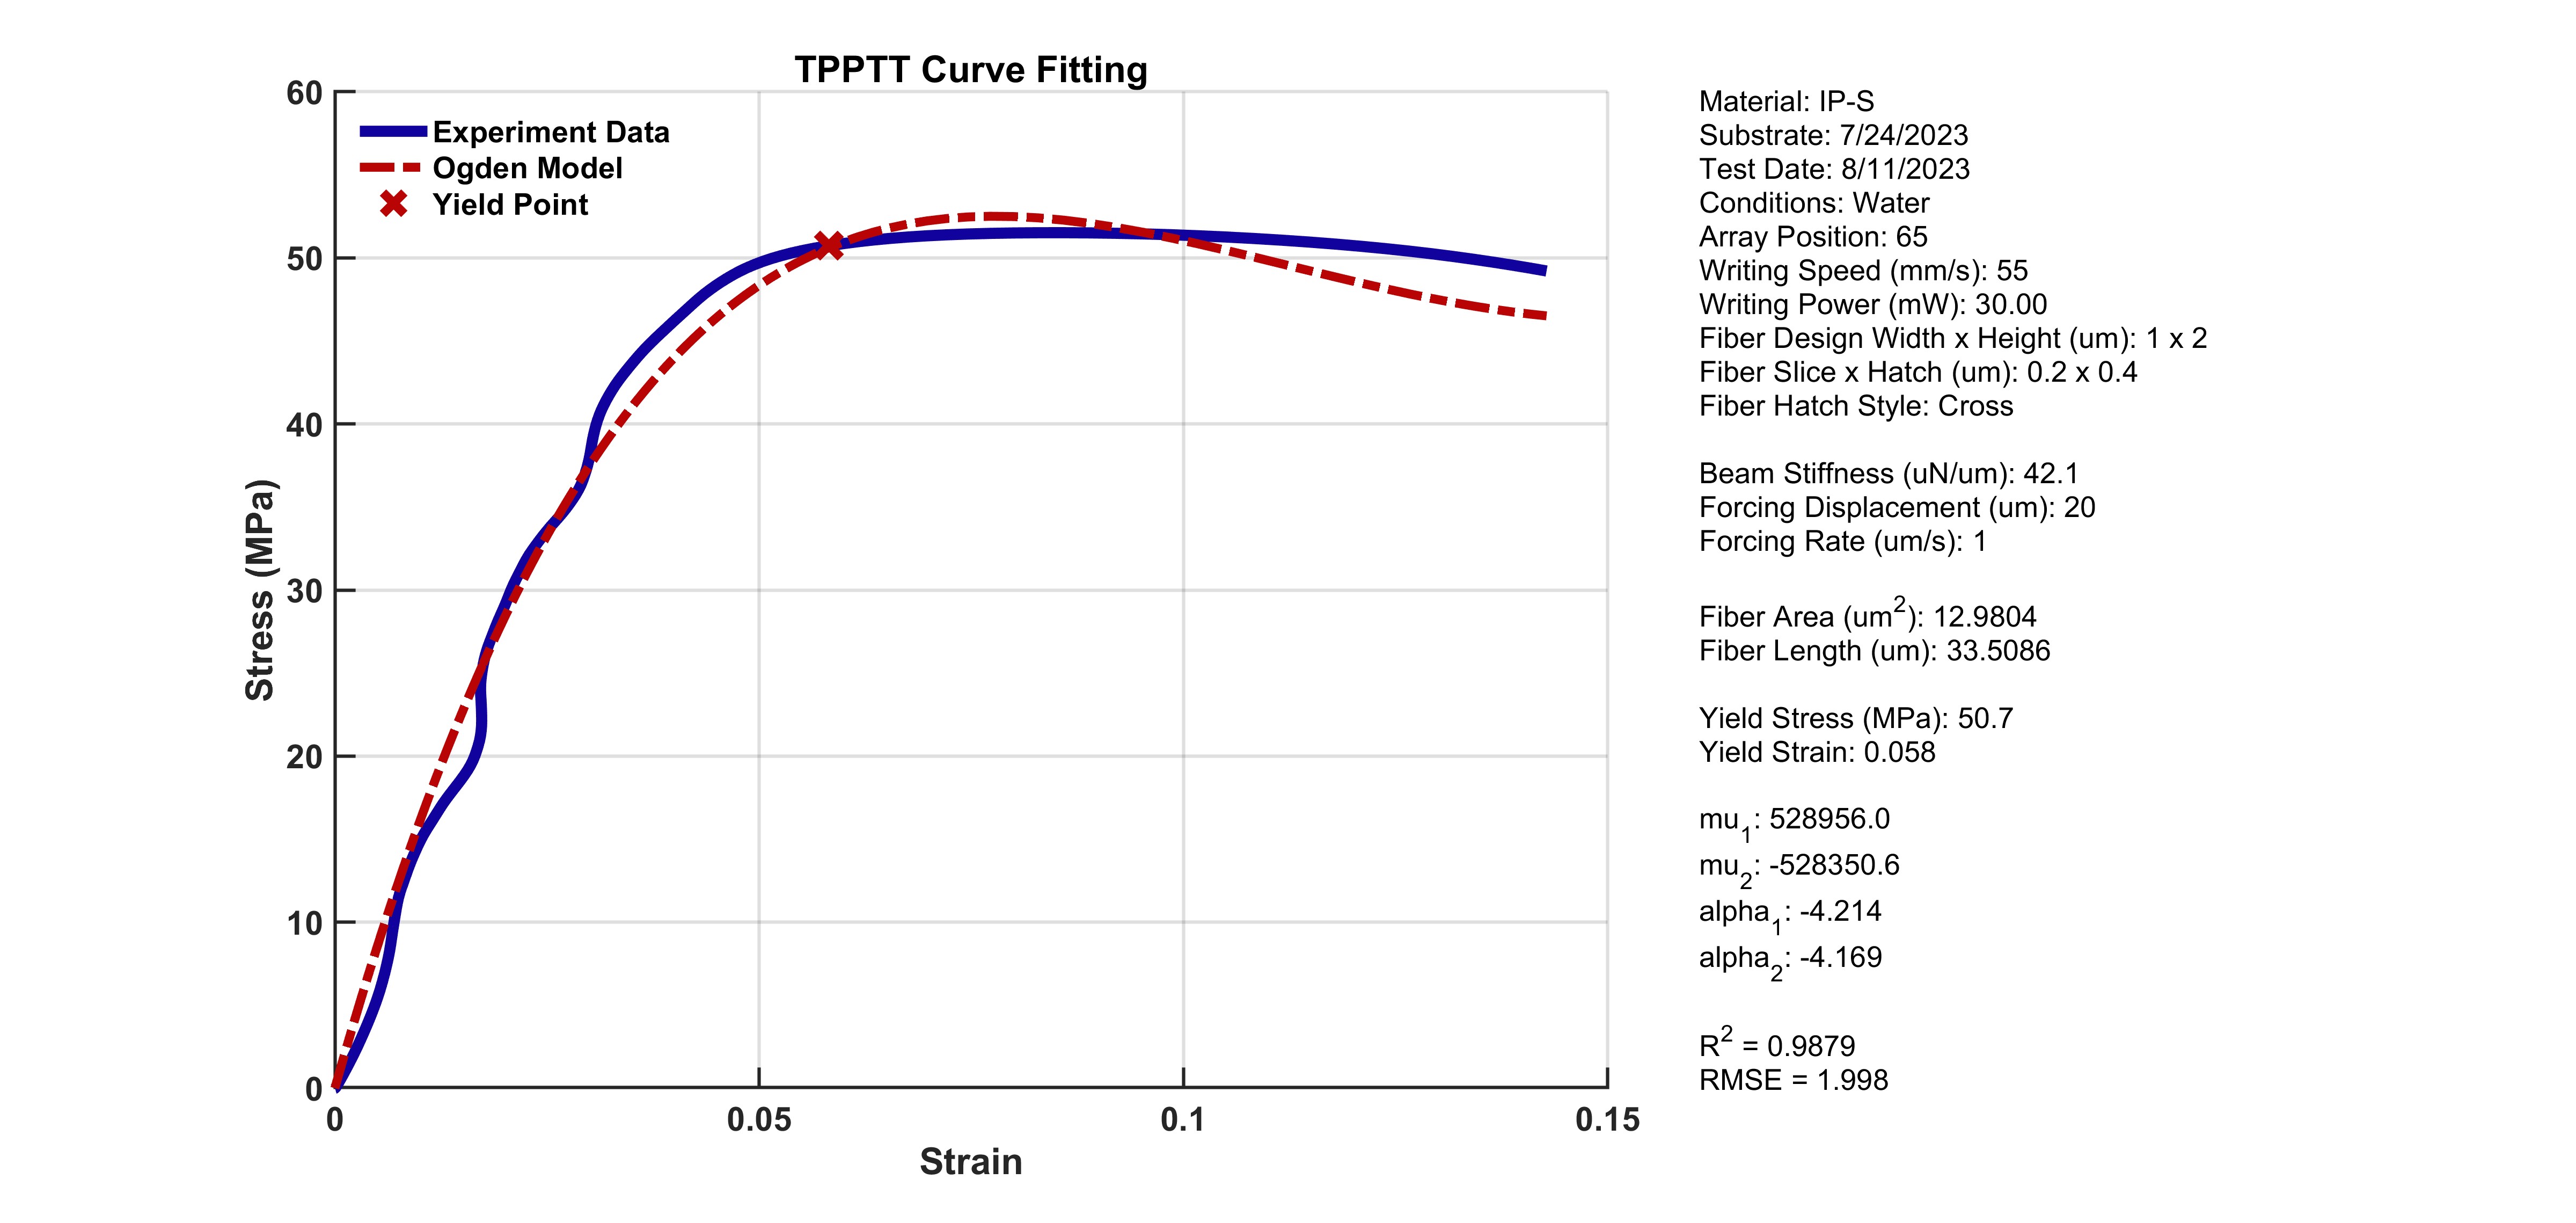 TPPTT Curve Fitting
60
50
40
30
20
10
0
Stress (MPa)
Experiment Data
Ogden Model
Yield Point
0
0.05
0.1
0.15
Strain
Material: IP-S
Substrate: 7/24/2023
Test Date: 8/11/2023
Conditions: Water
Array Position: 65
Writing Speed (mm/s): 55
Writing Power (mW): 30.00
Fiber Design Width x Height (um): 1 x 2
Fiber Slice x Hatch (um): 0.2 x 0.4
Fiber Hatch Style: Cross
Beam Stiffness (uN/um): 42.1
Forcing Displacement (um): 20
Forcing Rate (um/s): 1
Fiber Area (um²): 12.9804
Fiber Length (um): 33.5086
Yield Stress (MPa): 50.7
Yield Strain: 0.058
mu₁: 528956.0
mu₂: -528350.6
alpha₁: -4.214
alpha₂: -4.169
R² = 0.9879
RMSE = 1.998